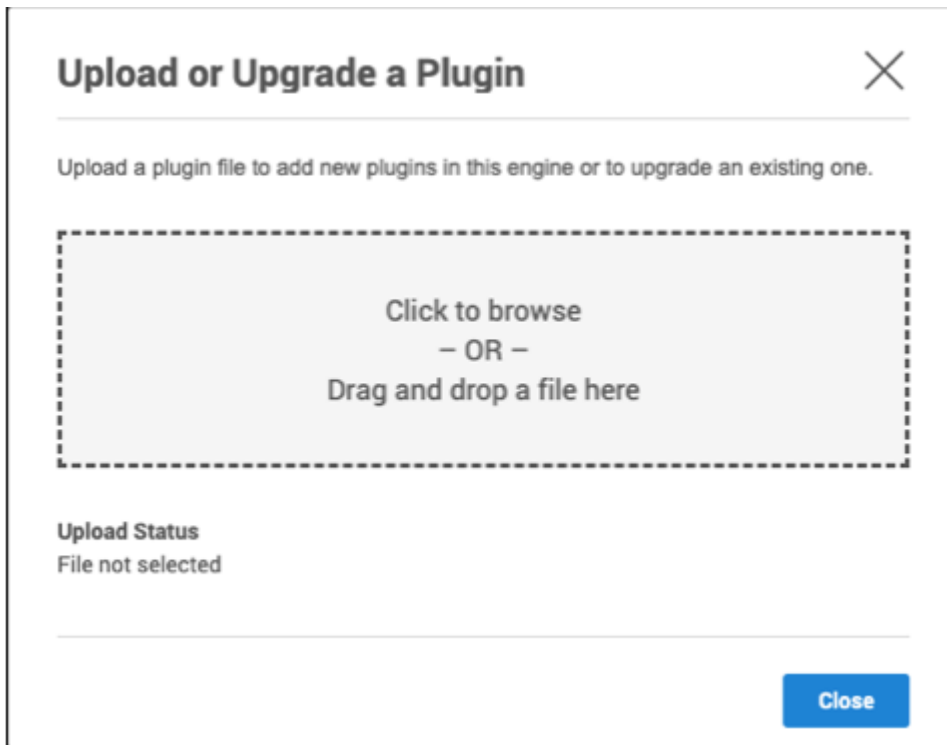 Upload or Upgrade a Plugin
Upload a plugin file to add new plugins in this engine or to upgrade an existing one.
Click to browse
– OR –
Drag and drop a file here
Upload Status
File not selected
Close